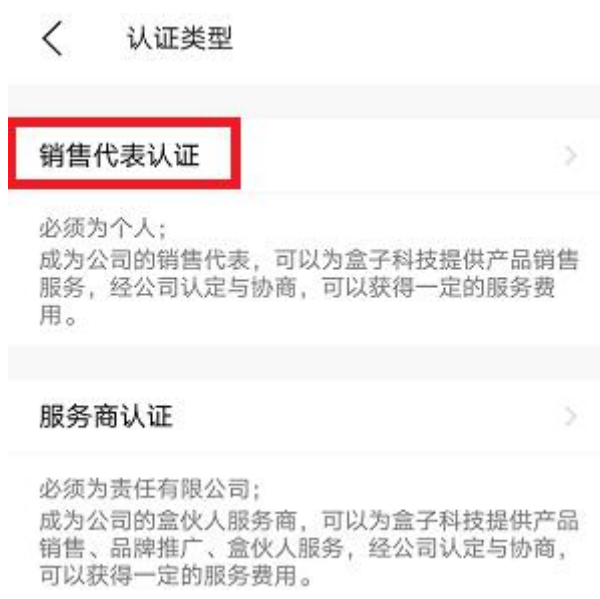 认证类型
销售代表认证
必须为个人；
成为公司的销售代表，可以为盒子科技提供产品销售
服务，经公司认定与协商，可以获得一定的服务费
用。
服务商认证
必须为责任有限公司；
成为公司的盒伙人服务商，可以为盒子科技提供产品
销售、品牌推广、盒伙人服务，经公司认定与协商，
可以获得一定的服务费用。